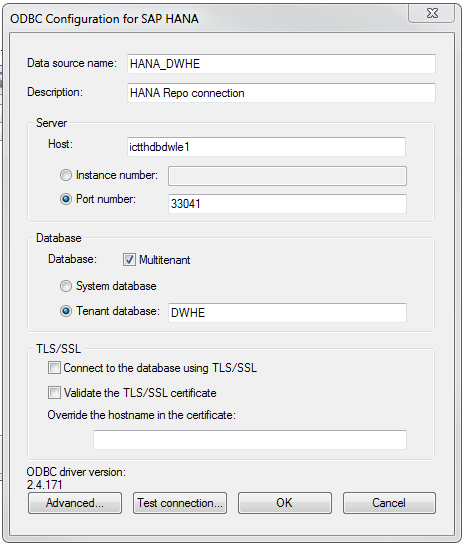 ODBC Configuration for SAP HANA
Data source name: HANA_DWHE
Description: HANA Repo connection
Server
Host: ictthdbdwle1
Instance number:
Port number: 33041
Database
Database: Multitenant
System database
Tenant database: DWHE
TLS/SSL
Connect to the database using TLS/SSL
Validate the TLS/SSL certificate
Override the hostname in the certificate:
ODBC driver version:
2.4.171
Advanced... Test connection... OK Cancel